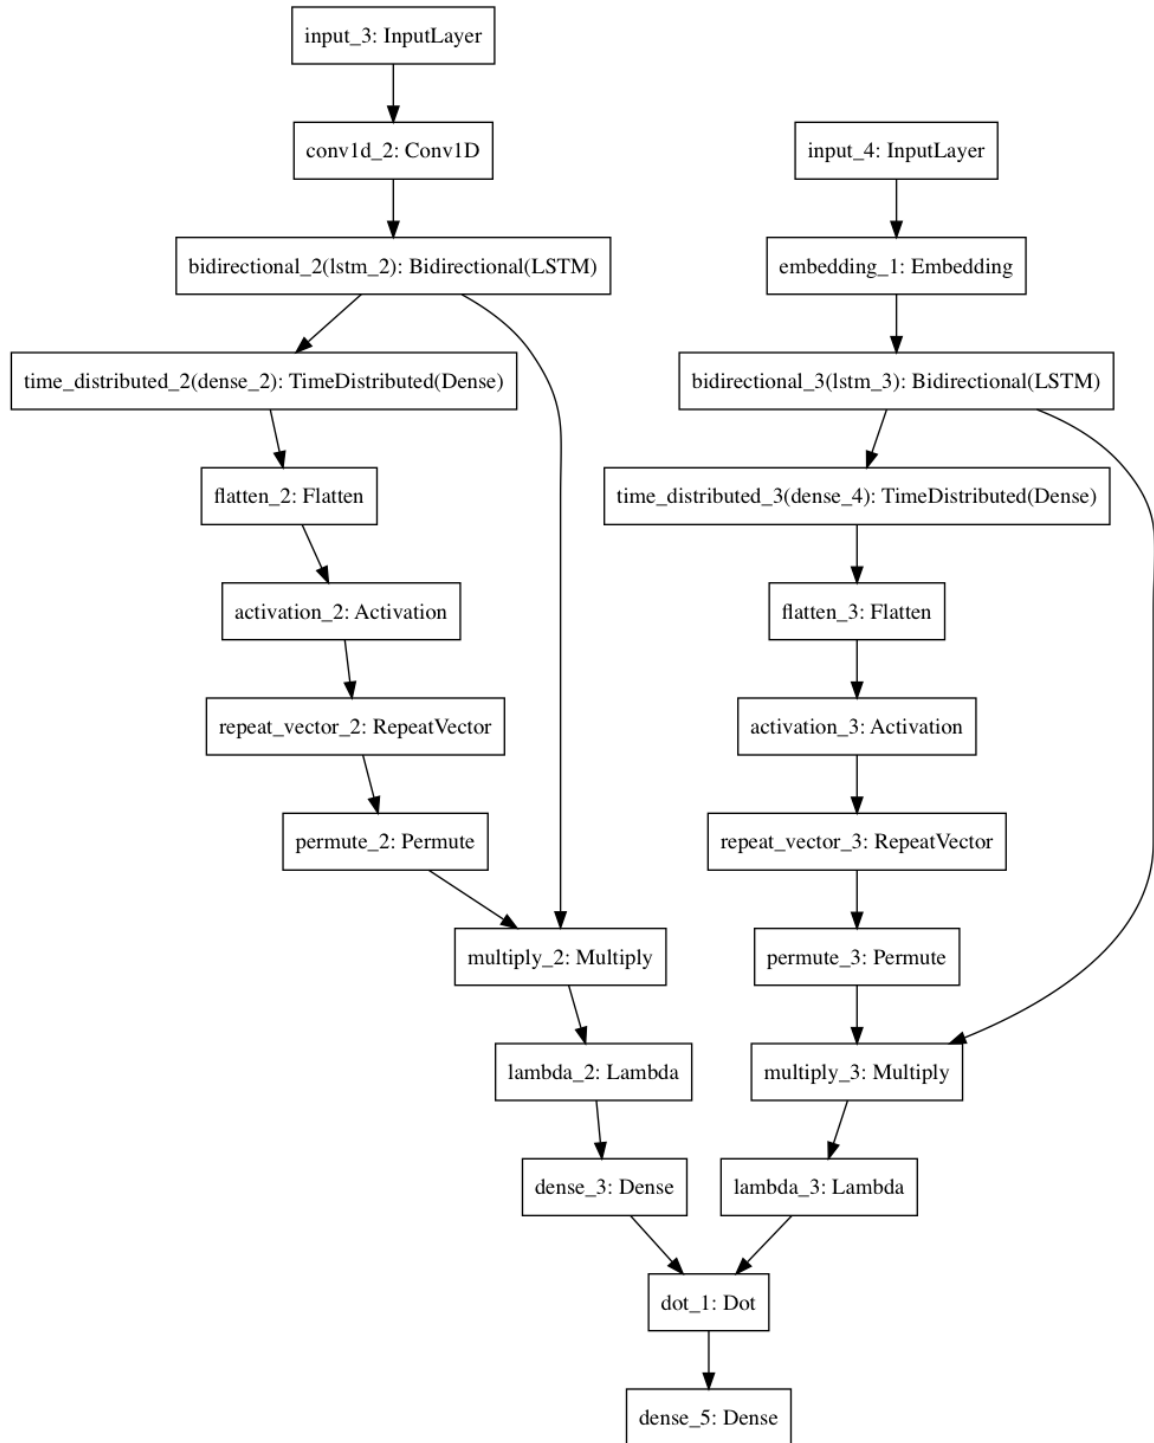 input_3: InputLayer
conv1d_2: Conv1D
input_4: InputLayer
bidirectional_2(lstm_2): Bidirectional(LSTM)
embedding_1: Embedding
time_distributed_2(dense_2): TimeDistributed(Dense)
bidirectional_3(lstm_3): Bidirectional(LSTM)
flatten_2: Flatten
time_distributed_3(dense_4): TimeDistributed(Dense)
activation_2: Activation
flatten_3: Flatten
repeat_vector_2: RepeatVector
activation_3: Activation
permute_2: Permute
repeat_vector_3: RepeatVector
multiply_2: Multiply
permute_3: Permute
lambda_2: Lambda
multiply_3: Multiply
dense_3: Dense
lambda_3: Lambda
dot_1: Dot
dense_5: Dense